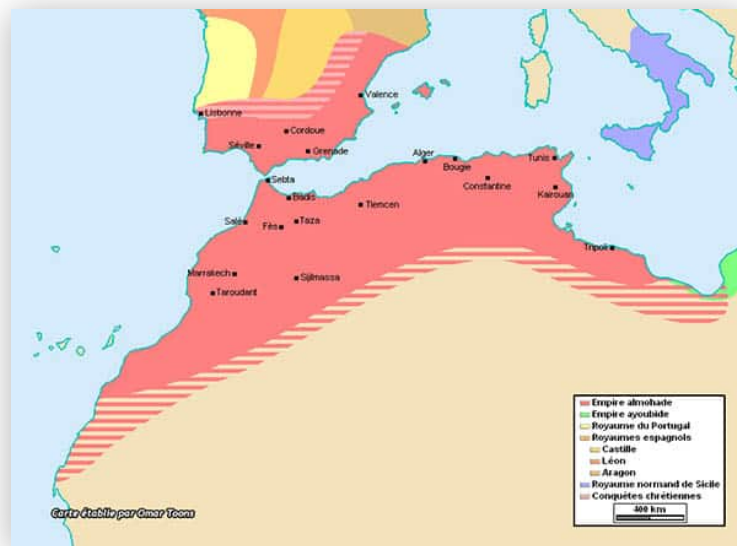 Lisbonne
Valence
Cordoue
Séville
Grenade
Sebta
Alger
Bougie
Tunis
Constantine
Kairouan
Badis
Tlemcen
Salé
Fès
Taza
Tripoli
Marrakech
Sijilmassa
Taroudant
Empire almohade
Empire ayoubide
Royaume du Portugal
Royaumes espagnols
Castille
Léon
Aragon
Royaume normand de Sicile
Conquêtes chrétiennes
400 km
Carte établie par Omar Toons